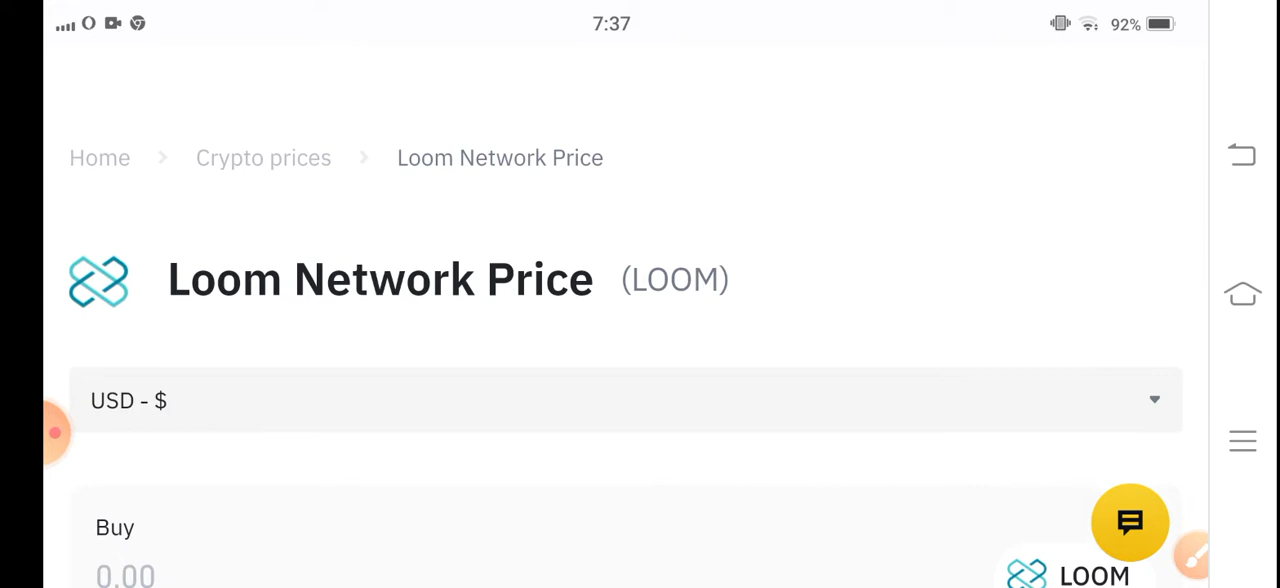 7:37
92%
Home > Crypto prices > Loom Network Price
Loom Network Price (LOOM)
USD - $
Buy
0.00
LOOM